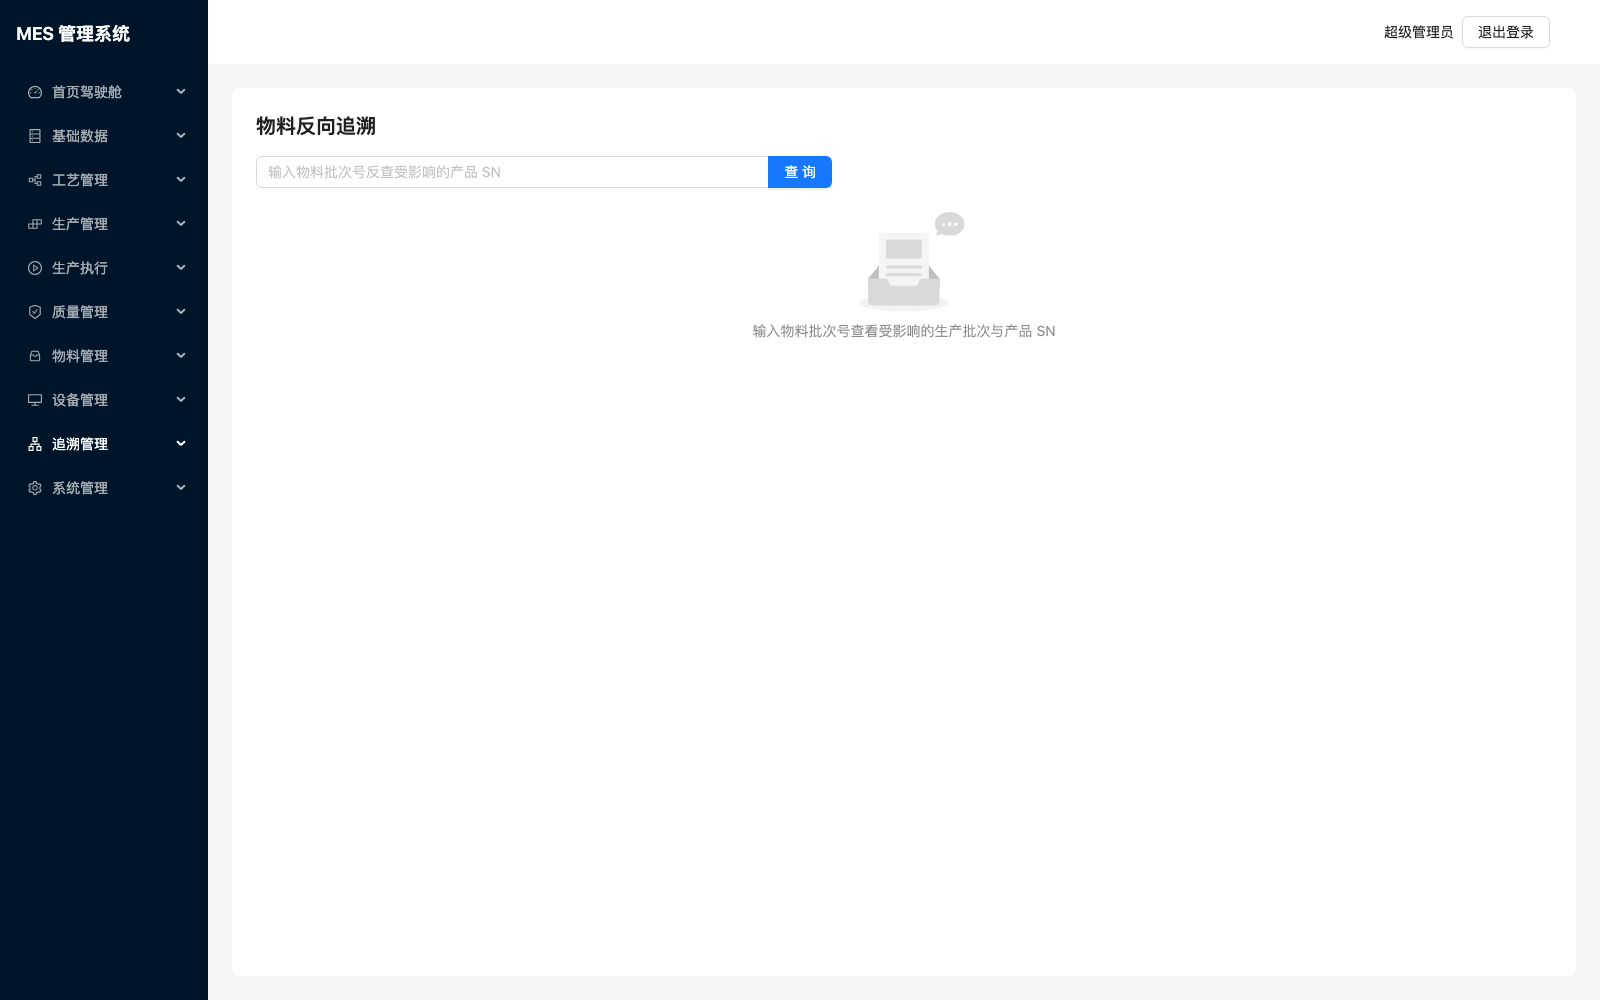 MES 管理系统
超级管理员
退出登录
首页驾驶舱
基础数据
工艺管理
生产管理
生产执行
质量管理
物料管理
设备管理
追溯管理
系统管理
物料反向追溯
输入物料批次号反查受影响的产品 SN
查 询
输入物料批次号查看受影响的生产批次与产品 SN